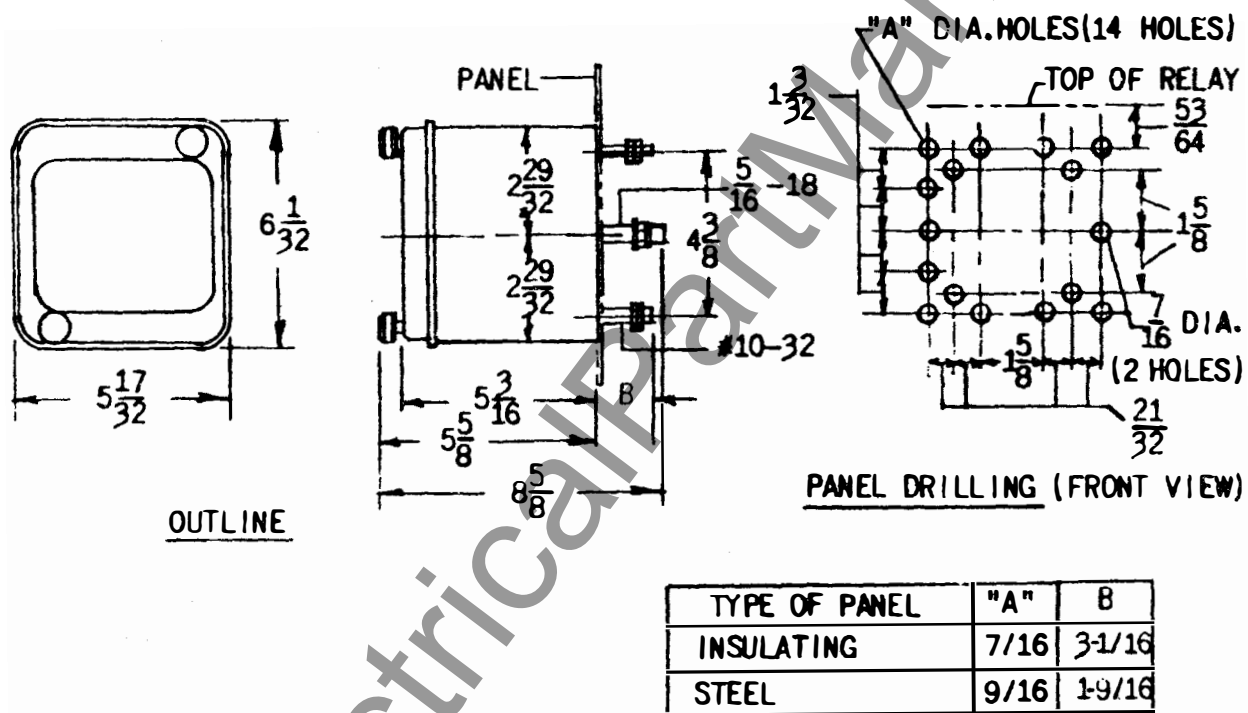 "A" DIA.HOLES(14 HOLES)
PANEL
TOP OF RELAY
1 3/32
53/64
2 29/32
5/16 -18
6 1/32
4 3/8
1 5/8
2 29/32
7/16 DIA.
(2 HOLES)
#10-32
1 5/8
5 17/32
5 3/16
B
21/32
5 5/8
8 5/8
PANEL DRILLING (FRONT VIEW)
OUTLINE
TYPE OF PANEL "A" B
INSULATING 7/16 3-1/16
STEEL 9/16 1-9/16
ctricalPartMa